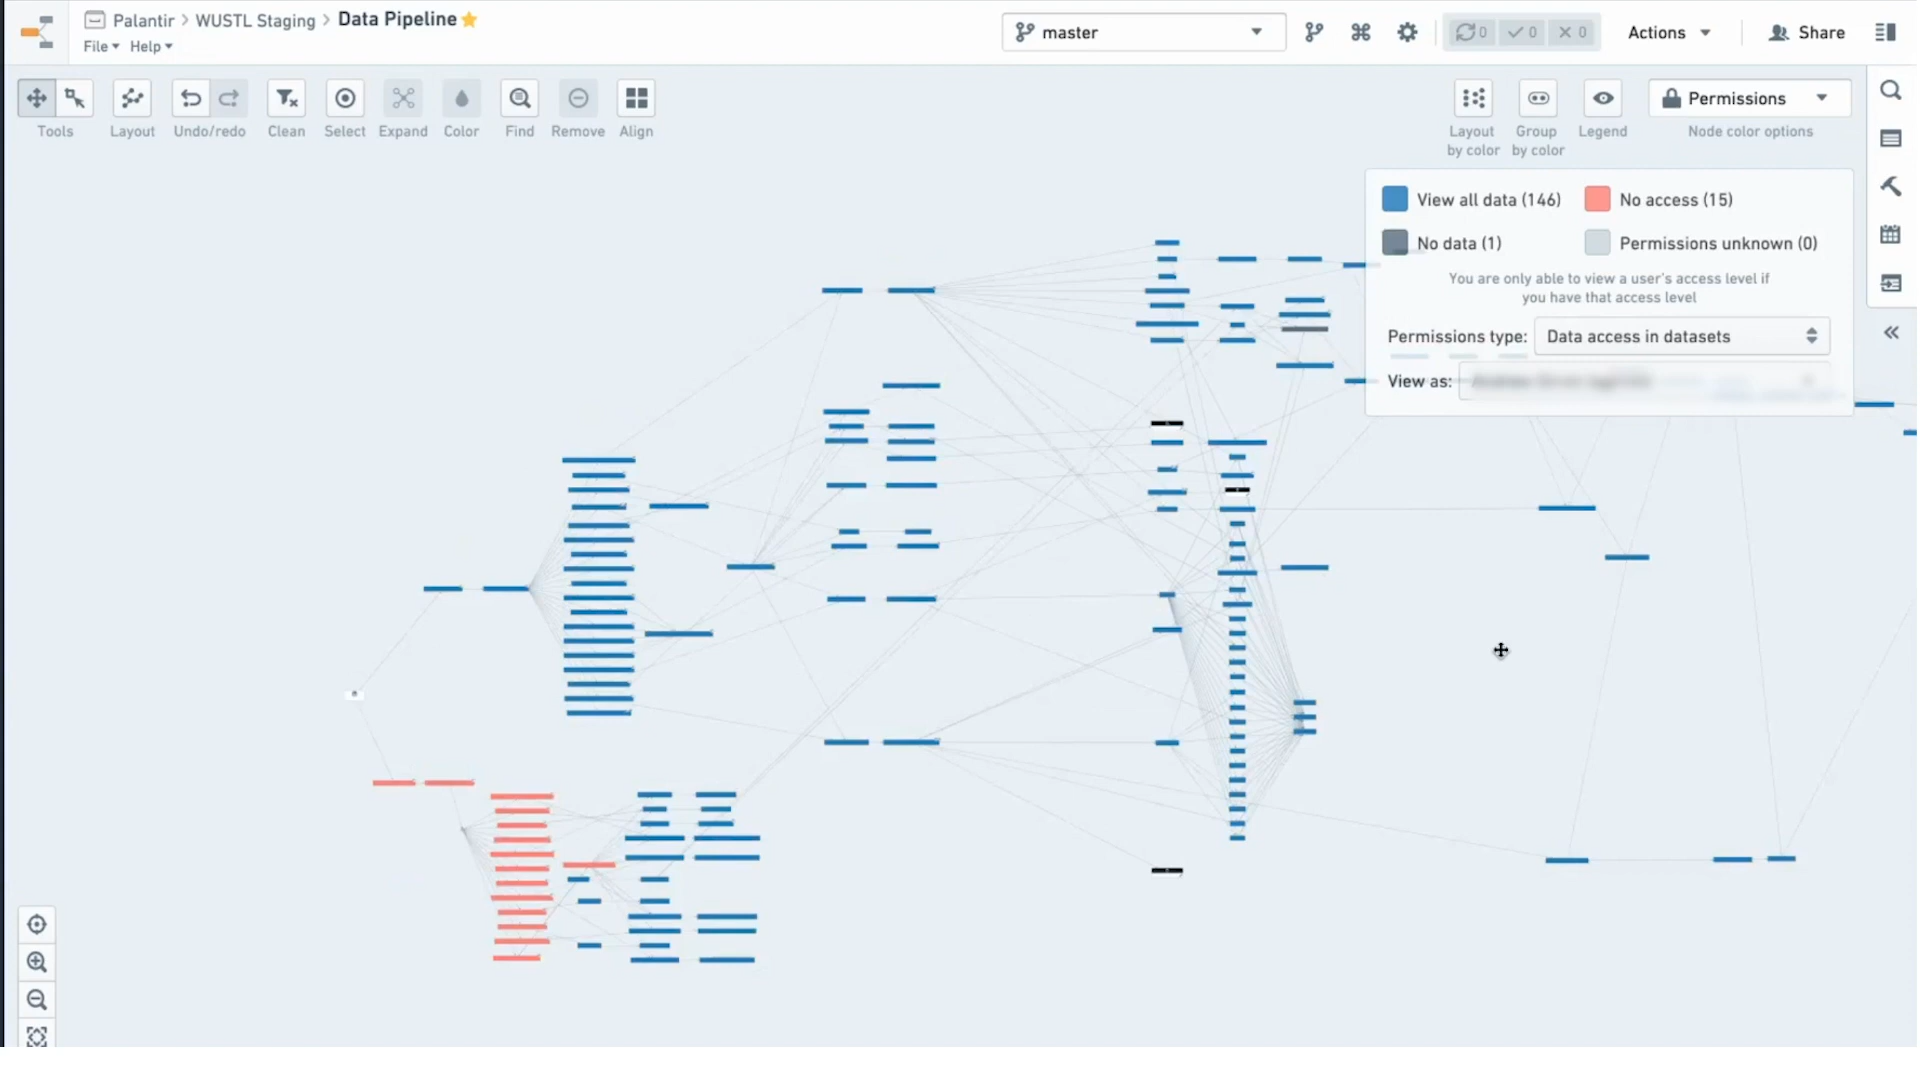 Palantir > WUSTL Staging > Data Pipeline
File Help
master
0 0 0
Actions
Share
Tools Layout Undo/redo Clean Select Expand Color Find Remove Align
Layout by color
Group by color
Legend
Permissions
Node color options
View all data (146) No access (15)
No data (1) Permissions unknown (0)
You are only able to view a user's access level if
you have that access level
Permissions type: Data access in datasets
View as: